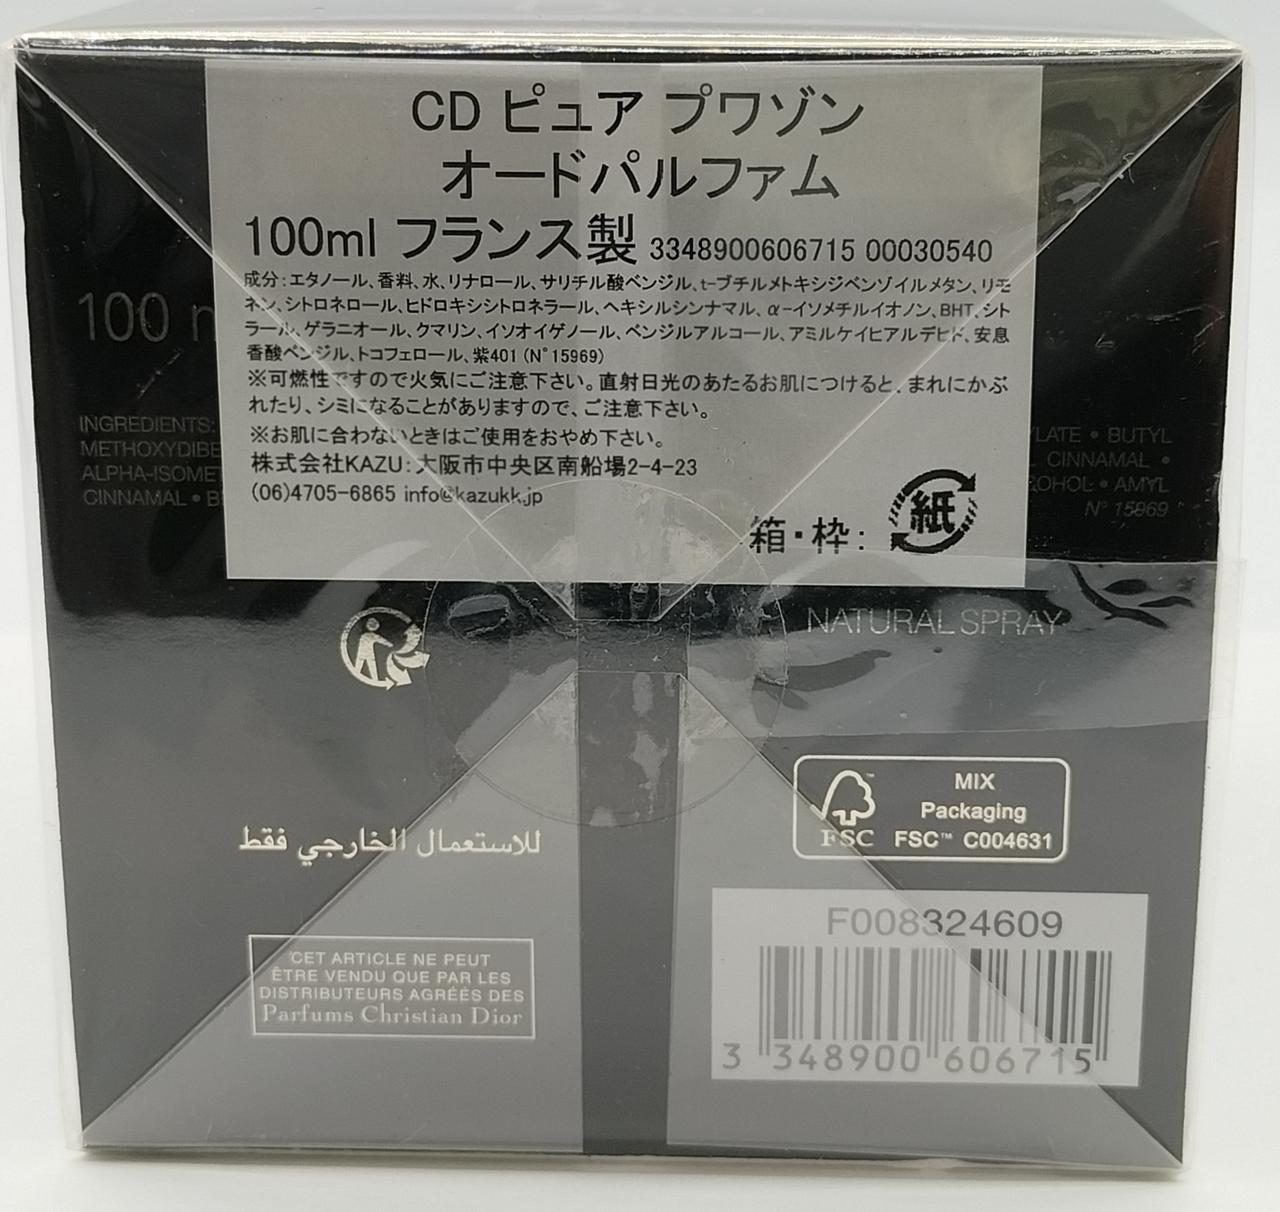 CD ピュア プワゾン
オードパルファム
100ml フランス製 3348900606715 00030540
成分:エタノール、香料、水、リナロール、サリチル酸ベンジル、t-ブチルメトキシジベンゾイルメタン、リモ
ネン、シトロネロール、ヒドロキシシトロネラール、ヘキシルシンナマル、α-イソメチルイオノン、BHT、シト
ラール、ゲラニオール、クマリン、イソオイゲノール、ベンジルアルコール、アミルケイヒアルデヒド、安息
香酸ベンジル、トコフェロール、紫401 (N°15969)
※可燃性ですので火気にご注意下さい。直射日光のあたるお肌につけると、まれにかぶ
れたり、シミになることがありますので、ご注意下さい。
※お肌に合わないときはご使用をおやめ下さい。
株式会社KAZU:大阪市中央区南船場2-4-23
(06)4705-6865 info@kazukk.jp
箱・枠: 紙
100 m
INGREDIENTS:
METHOXYDIBE
ALPHA-ISOMET
CINNAMAL • B
LATE • BUTYL
CINNAMAL •
OHOL • AMYL
N° 15969
NATURAL SPRAY
للاستعمال الخارجي فقط
FSC™
MIX
Packaging
FSC™ C004631
CET ARTICLE NE PEUT
ÊTRE VENDU QUE PAR LES
DISTRIBUTEURS AGRÉÉS DES
Parfums Christian Dior
F008324609
3 348900 606715